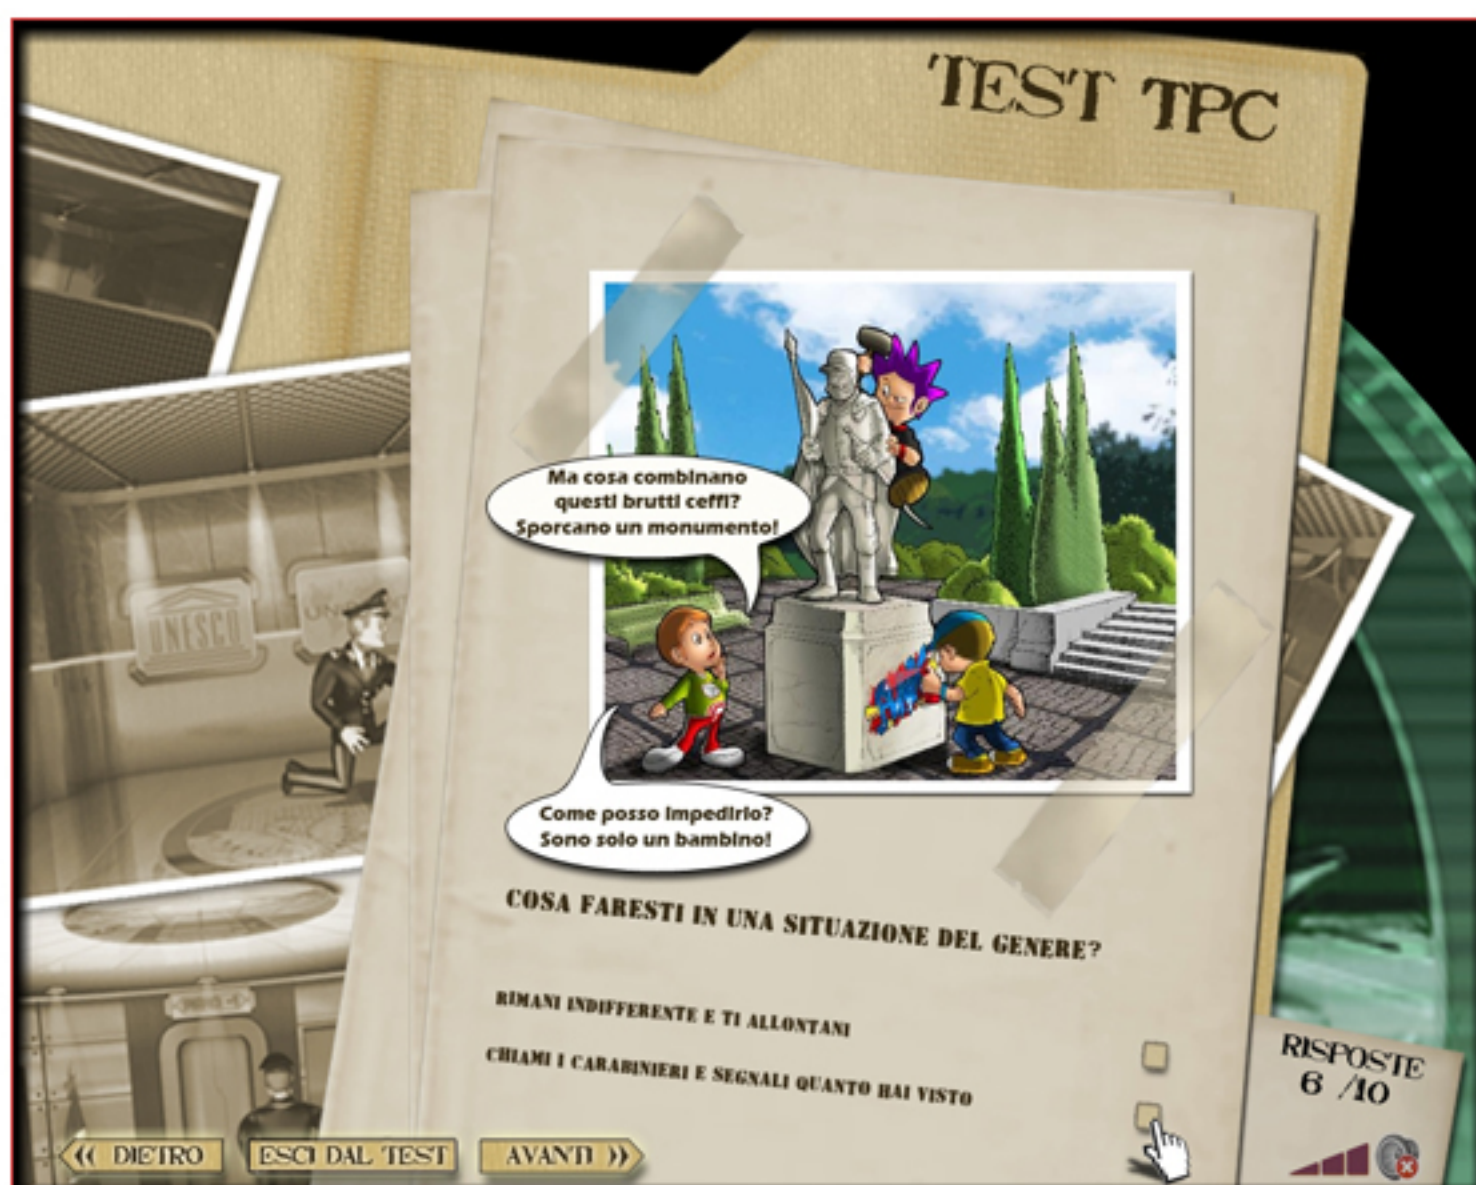 TEST TPC
Ma cosa combinano
questi brutti ceffi?
Sporcano un monumento!
UNESCO
Come posso impedirlo?
Sono solo un bambino!
COSA FARESTI IN UNA SITUAZIONE DEL GENERE?
RIMANI INDIFFERENTE E TI ALLONTANI
CHIAMI I CARABINIERI E SEGNALI QUANTO HAI VISTO
RISPOSTE
6 /10
DIETRO
ESCI DAL TEST
AVANTI